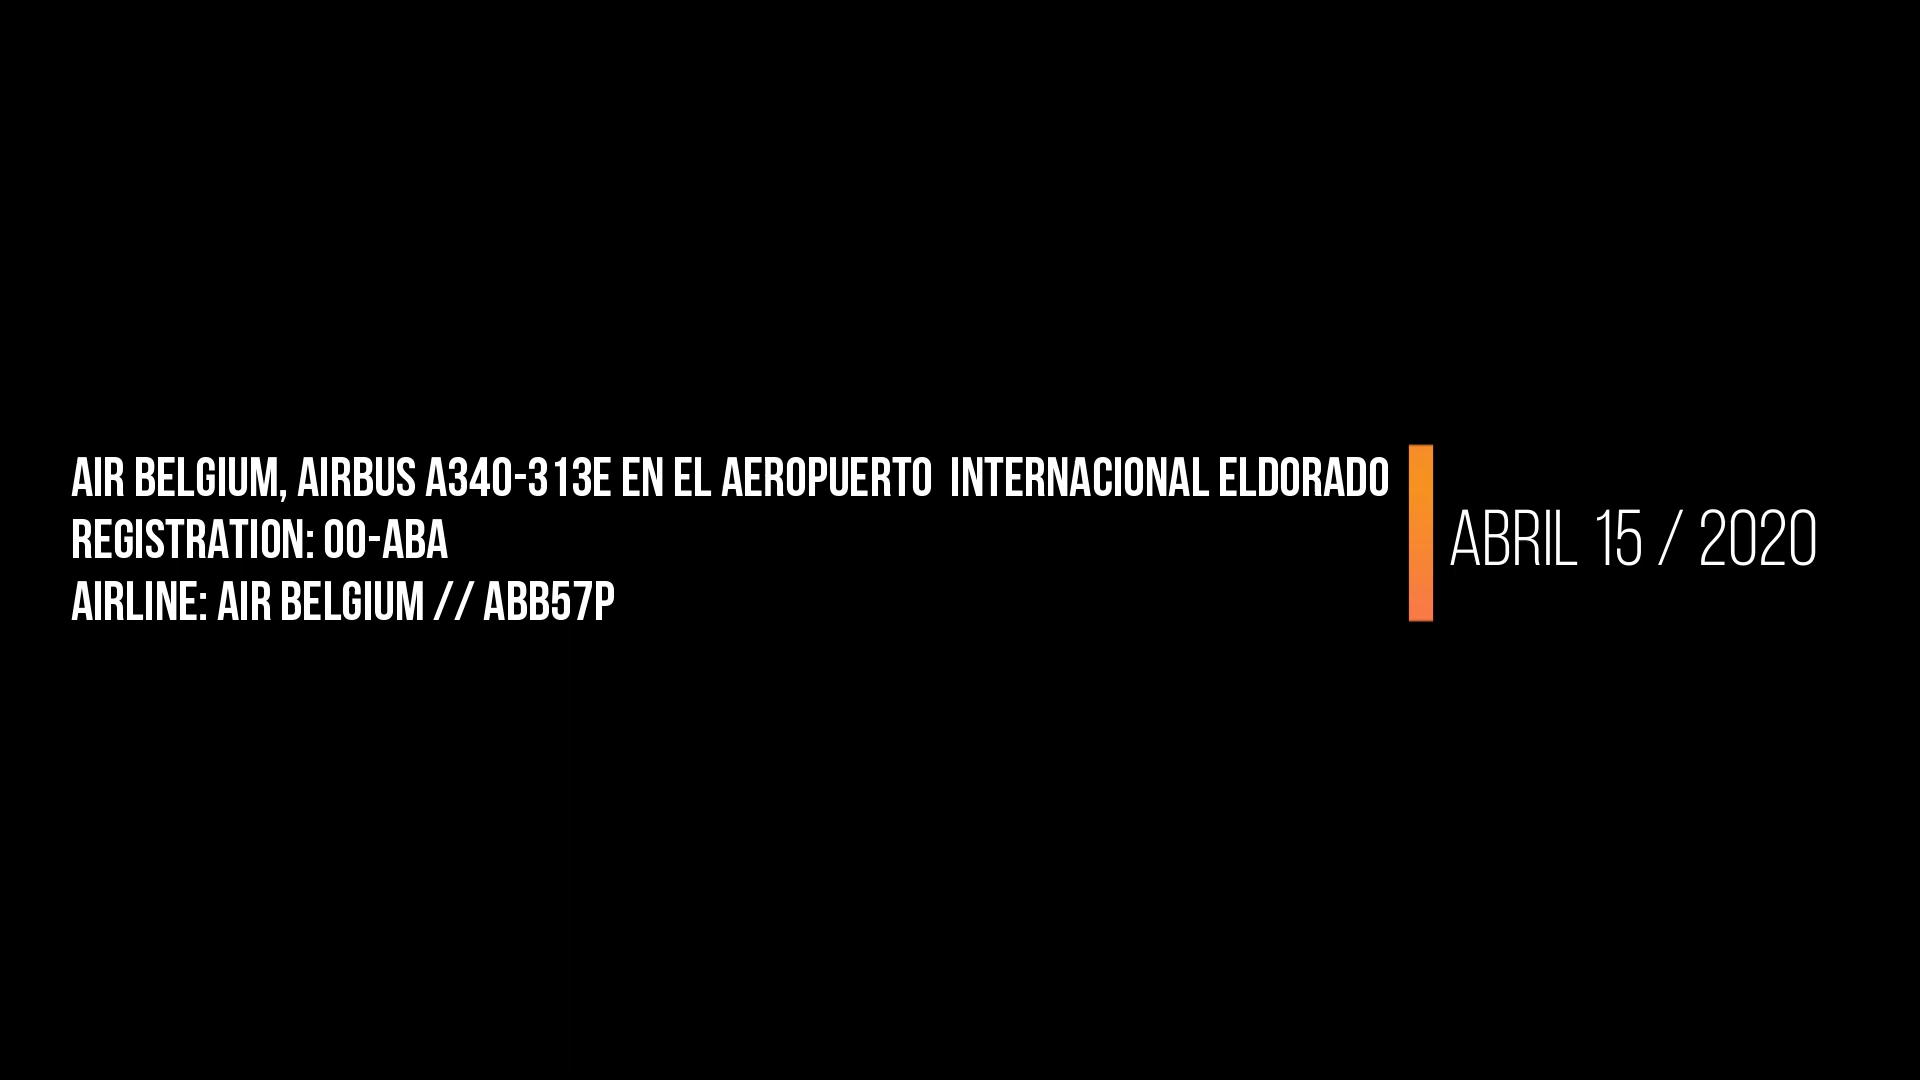 AIR BELGIUM, AIRBUS A340-313E EN EL AEROPUERTO  INTERNACIONAL ELDORADO
REGISTRATION: OO-ABA
AIRLINE: AIR BELGIUM // ABB57P
ABRIL 15 / 2020